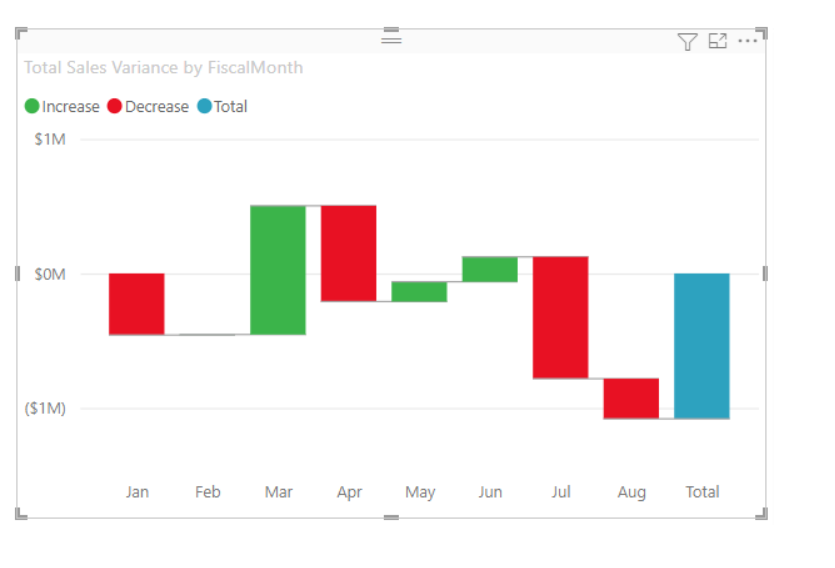 Total Sales Variance by FiscalMonth
Increase Decrease Total
$1M
$0M
($1M)
Jan Feb Mar Apr May Jun Jul Aug Total